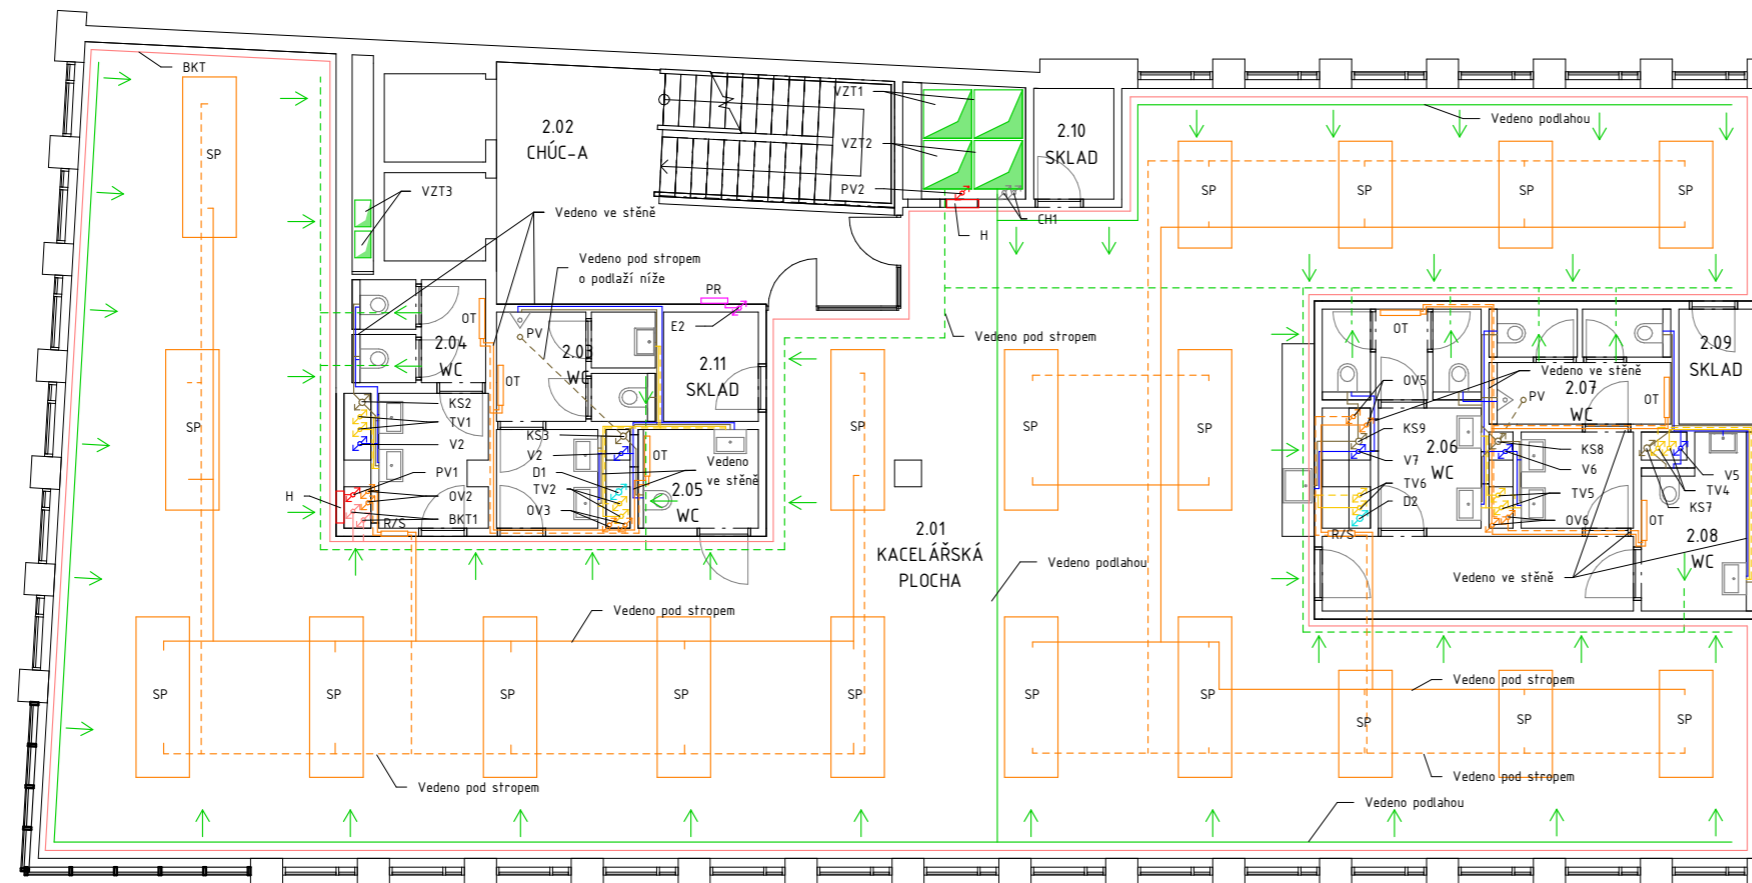 BKT
SP
2.02
CHÚC-A
VZT1
VZT2
PV2
2.10
SKLAD
Vedeno podlahou
SP
SP
SP
SP
VZT3
Vedeno ve stěně
H
CH1
Vedeno pod stropem
o podlaží níže
PR
E2
Vedeno pod stropem
OT
2.04
WC
PV
2.03
WC
OT
2.11
SKLAD
OT
2.09
SKLAD
Vedeno ve stěně
2.07
WC
OV5
PV
OT
SP
SP
SP
SP
KS2
TV1
V2
PV1
OV2
BKT1
H
R/S
KS3
V2
D1
TV2
OV3
OT
Vedeno
ve stěně
2.05
WC
KS9
V7
2.06
WC
TV6
D2
R/S
KS8
V6
TV5
OV6
V5
TV4
KS7
OT
2.08
WC
2.01
KACELÁŘSKÁ
PLOCHA
Vedeno podlahou
Vedeno ve stěně
Vedeno pod stropem
SP
SP
SP
SP
SP
SP
SP
SP
SP
SP
Vedeno pod stropem
Vedeno pod stropem
Vedeno pod stropem
Vedeno podlahou